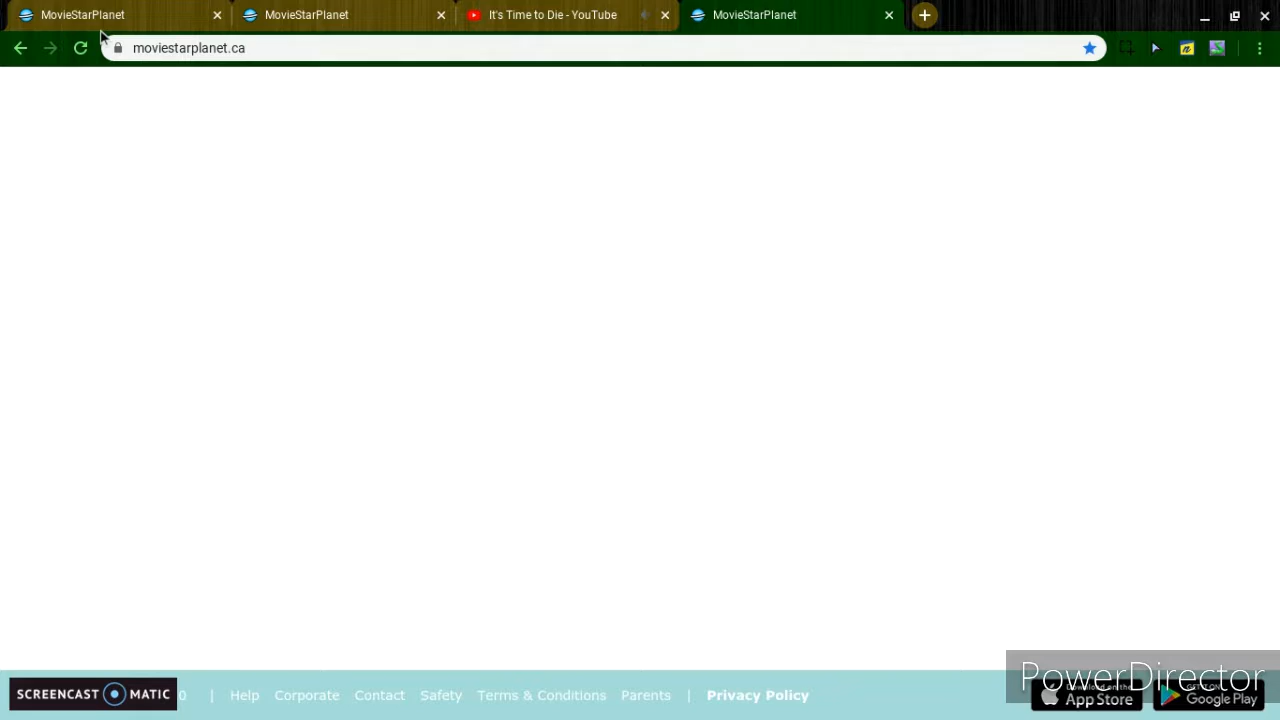 MovieStarPlanet
MovieStarPlanet
It's Time to Die - YouTube
MovieStarPlanet
moviestarplanet.ca
SCREENCAST MATIC
0 | Help Corporate Contact Safety Terms & Conditions Parents | Privacy Policy
PowerDirector
App Store
Google Play